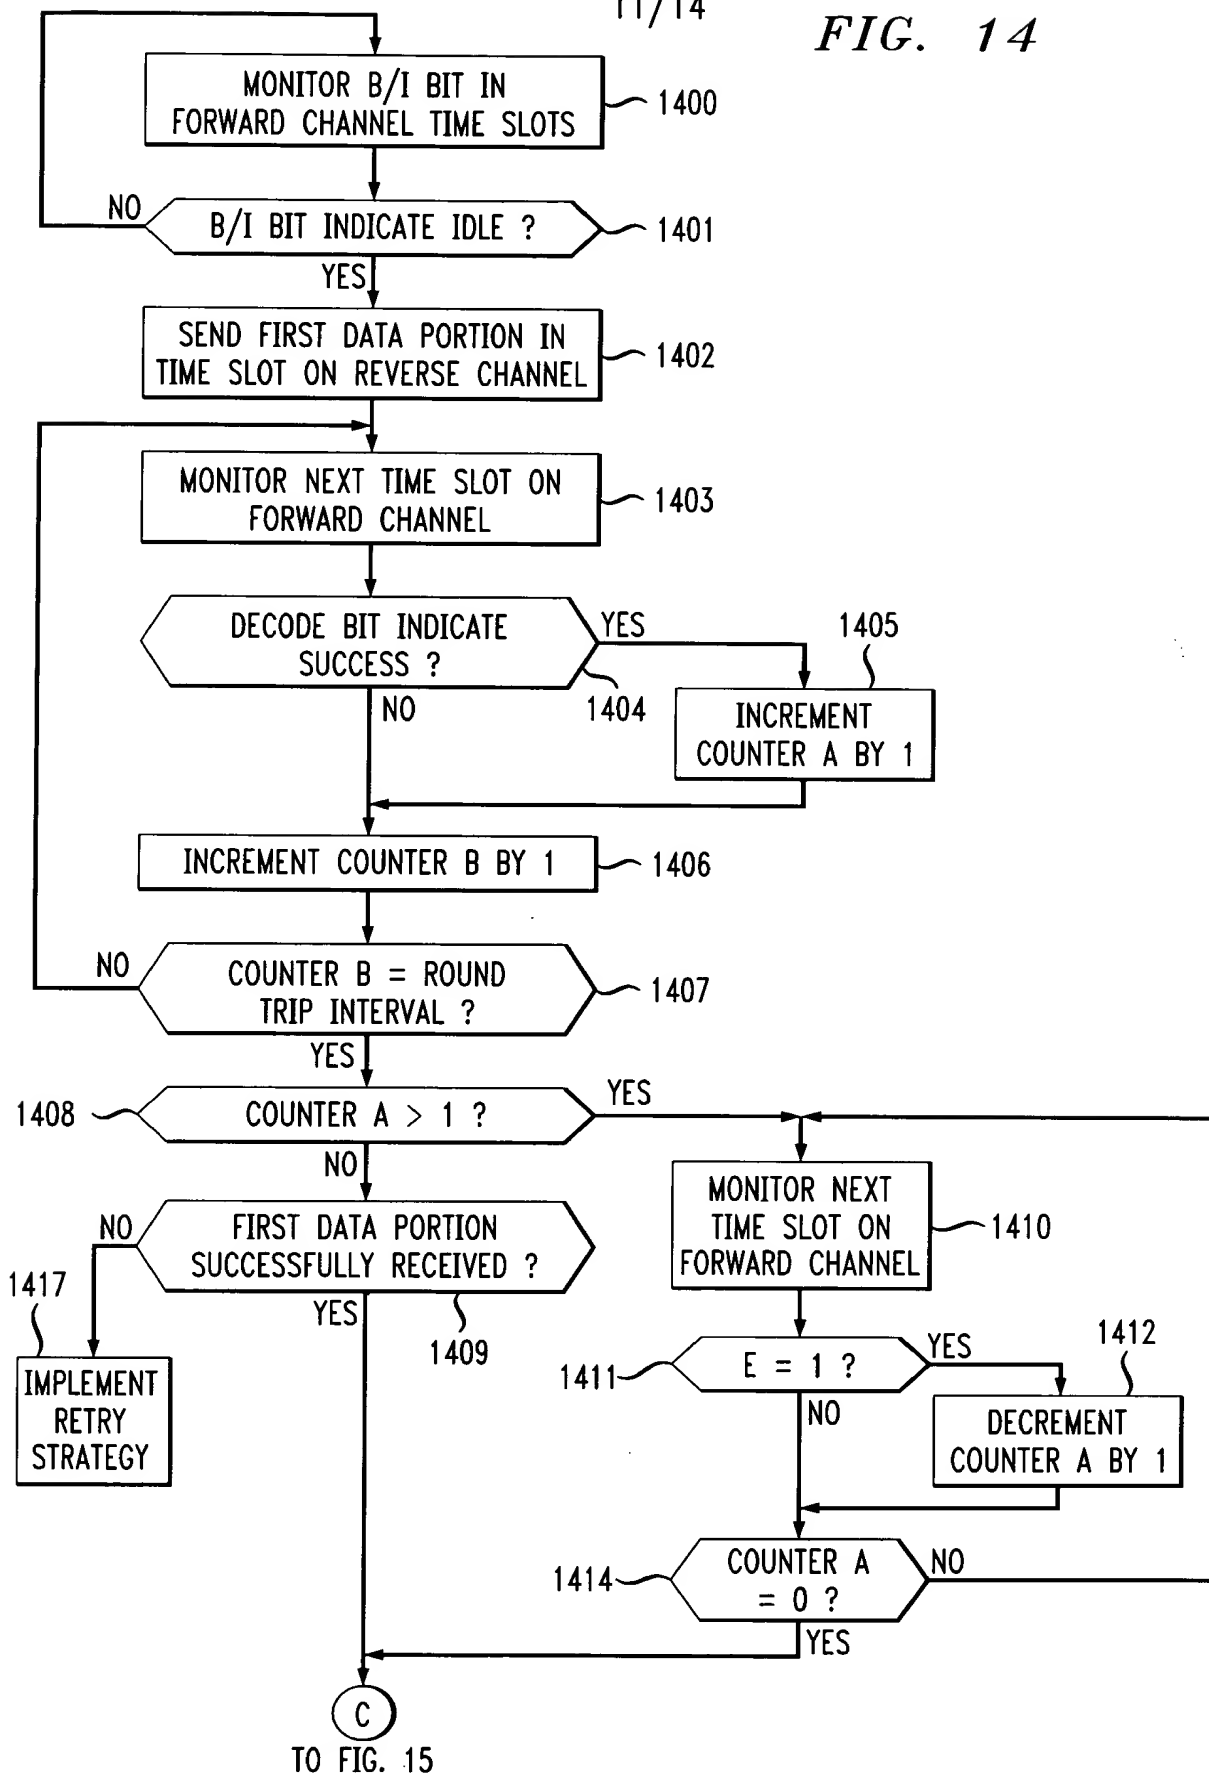 11/14
FIG. 14
MONITOR B/I BIT IN
FORWARD CHANNEL TIME SLOTS
1400
NO
B/I BIT INDICATE IDLE ?
1401
YES
SEND FIRST DATA PORTION IN
TIME SLOT ON REVERSE CHANNEL
1402
MONITOR NEXT TIME SLOT ON
FORWARD CHANNEL
1403
DECODE BIT INDICATE
SUCCESS ?
YES
1404
NO
1405
INCREMENT
COUNTER A BY 1
INCREMENT COUNTER B BY 1
1406
NO
COUNTER B = ROUND
TRIP INTERVAL ?
1407
YES
1408
COUNTER A > 1 ?
YES
NO
NO
FIRST DATA PORTION
SUCCESSFULLY RECEIVED ?
1409
YES
1417
IMPLEMENT
RETRY
STRATEGY
MONITOR NEXT
TIME SLOT ON
FORWARD CHANNEL
1410
1411
E = 1 ?
YES
NO
1412
DECREMENT
COUNTER A BY 1
1414
COUNTER A
= 0 ?
NO
YES
C
TO FIG. 15